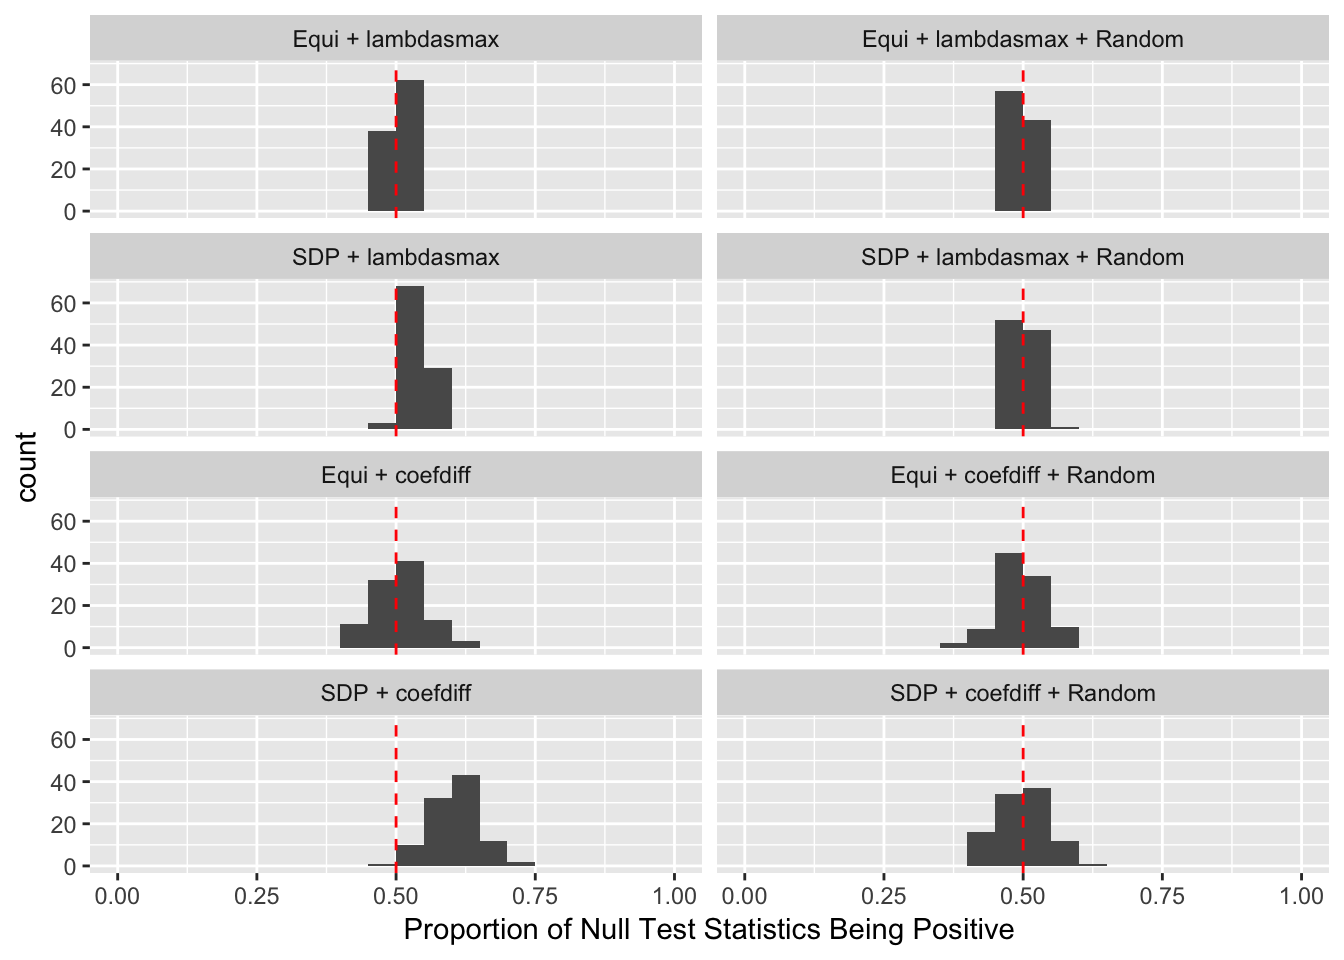 Equi + lambdasmax
Equi + lambdasmax + Random
60
40
20
0
SDP + lambdasmax
SDP + lambdasmax + Random
60
40
20
0
Equi + coefdiff
Equi + coefdiff + Random
60
40
20
0
SDP + coefdiff
SDP + coefdiff + Random
60
40
20
0
count
0.00 0.25 0.50 0.75 1.00
0.00 0.25 0.50 0.75 1.00
Proportion of Null Test Statistics Being Positive